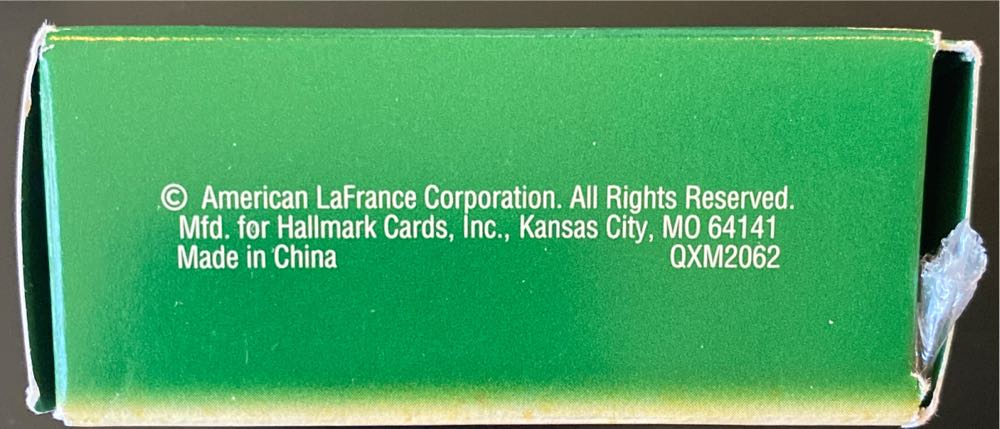 © American LaFrance Corporation. All Rights Reserved.
Mfd. for Hallmark Cards, Inc., Kansas City, MO 64141
Made in China QXM2062